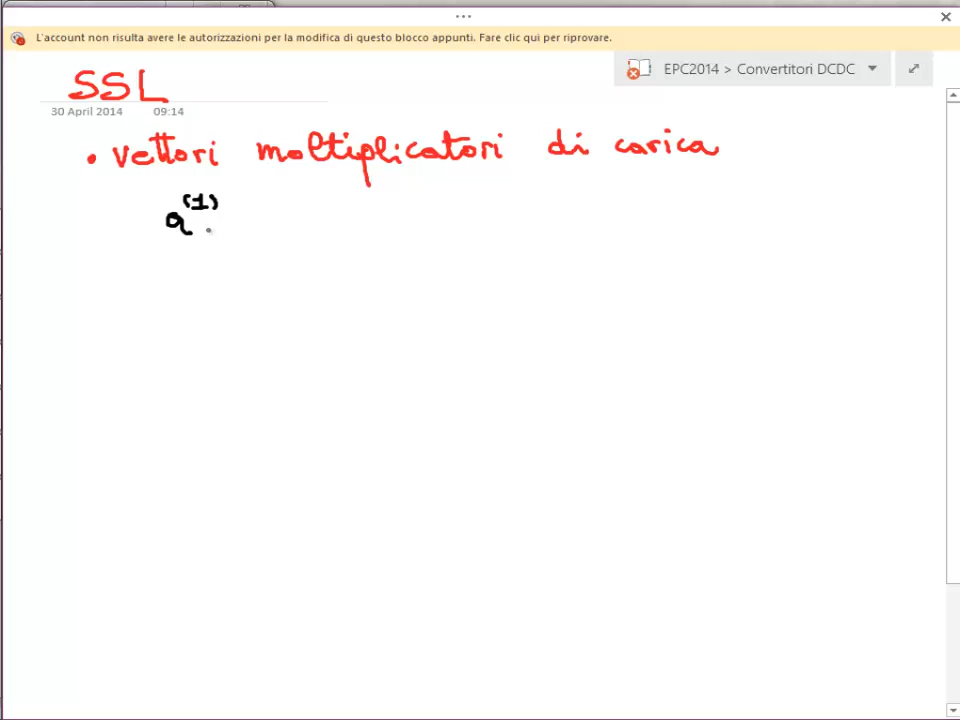 L'account non risulta avere le autorizzazioni per la modifica di questo blocco appunti. Fare clic qui per riprovare.
EPC2014 > Convertitori DCDC
SSL
30 April 2014 09:14
• vettori moltiplicatori di carica
a(1)